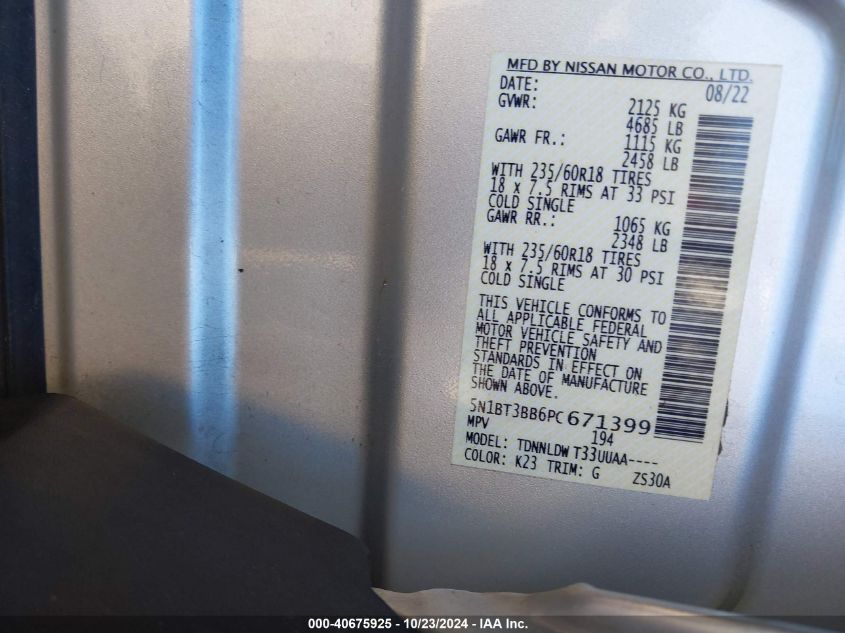 MFD BY NISSAN MOTOR CO., LTD.
DATE: 08/22
GVWR: 2125 KG
4685 LB
GAWR FR.: 1115 KG
2458 LB
WITH 235/60R18 TIRES
18 x 7.5 RIMS AT 33 PSI
COLD SINGLE
GAWR RR.: 1065 KG
2348 LB
WITH 235/60R18 TIRES
18 x 7.5 RIMS AT 30 PSI
COLD SINGLE
THIS VEHICLE CONFORMS TO
ALL APPLICABLE FEDERAL
MOTOR VEHICLE SAFETY AND
THEFT PREVENTION
STANDARDS IN EFFECT ON
THE DATE OF MANUFACTURE
SHOWN ABOVE.
5N1BT3BB6PC671399
MPV 194
MODEL: TDNNLDWT33UUAA----
COLOR: K23 TRIM: G ZS30A
000-40675925 - 10/23/2024 - IAA Inc.